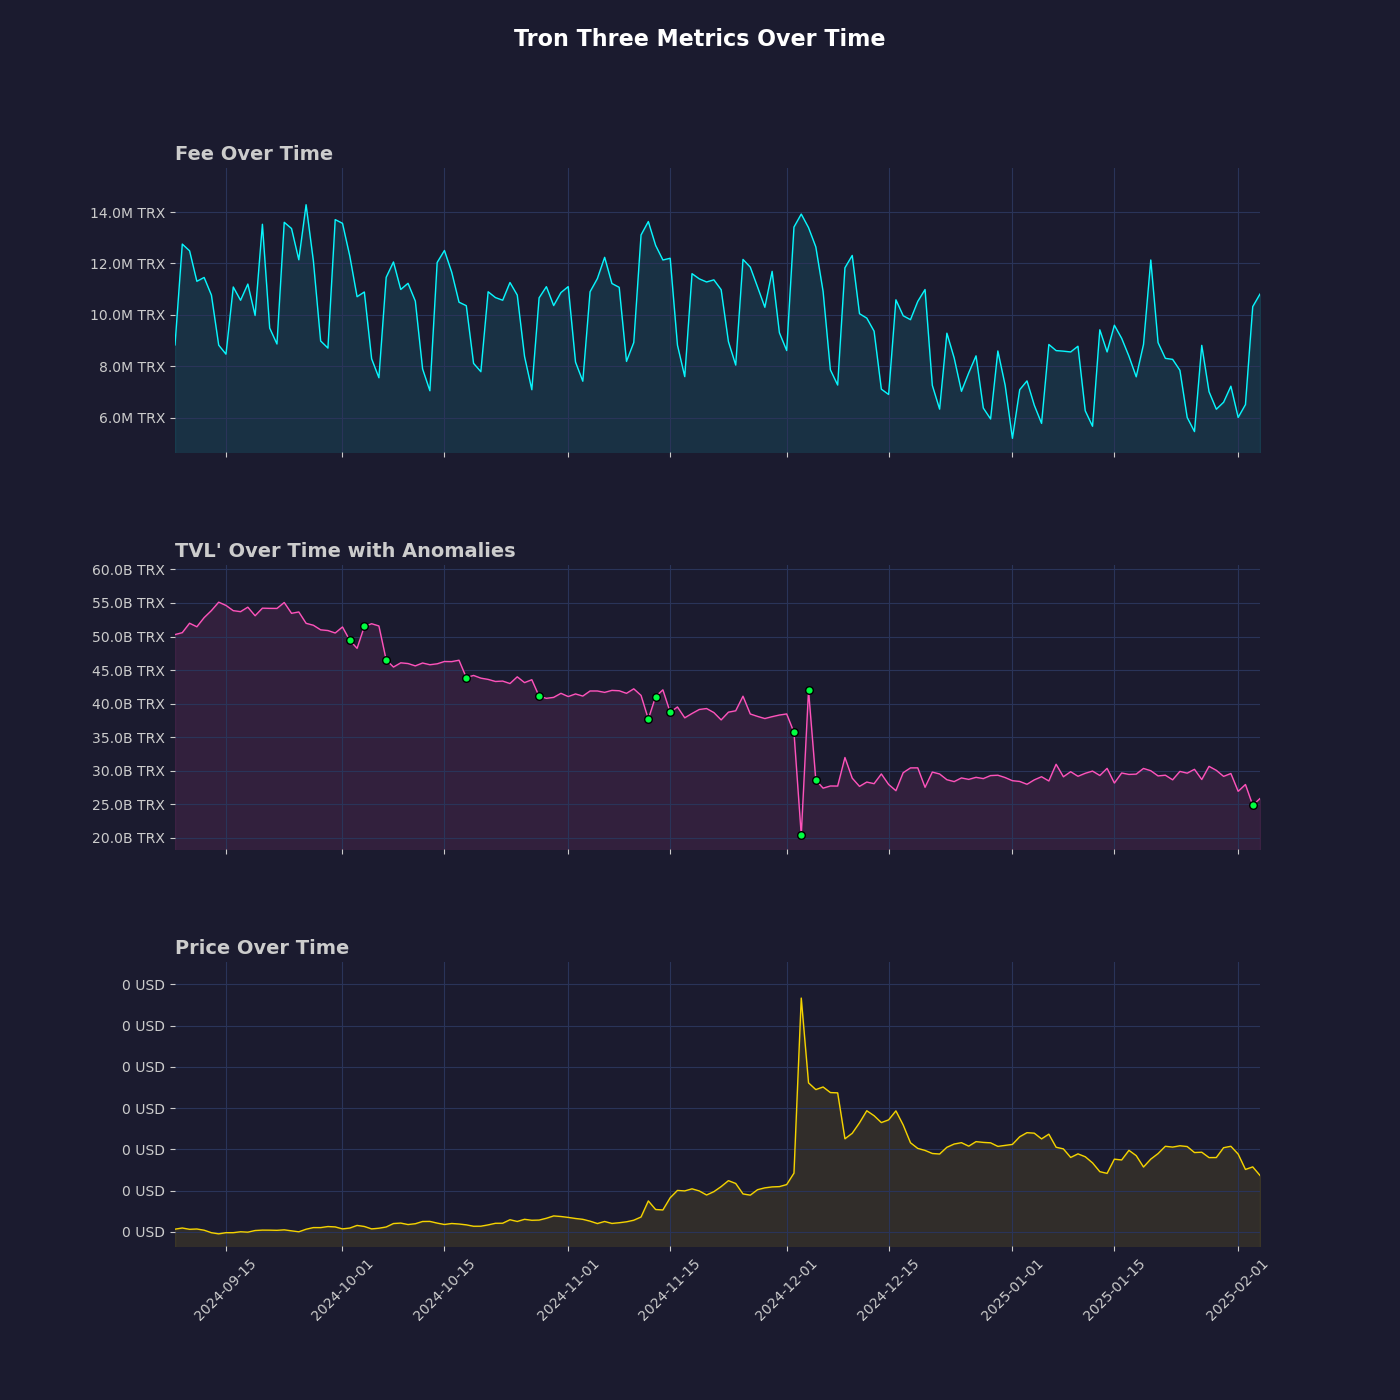 Tron Three Metrics Over Time
Fee Over Time
14.0M TRX
12.0M TRX
10.0M TRX
8.0M TRX
6.0M TRX
TVL' Over Time with Anomalies
60.0B TRX
55.0B TRX
50.0B TRX
45.0B TRX
40.0B TRX
35.0B TRX
30.0B TRX
25.0B TRX
20.0B TRX
Price Over Time
0 USD
0 USD
0 USD
0 USD
0 USD
0 USD
0 USD
2024-09-15
2024-10-01
2024-10-15
2024-11-01
2024-11-15
2024-12-01
2024-12-15
2025-01-01
2025-01-15
2025-02-01